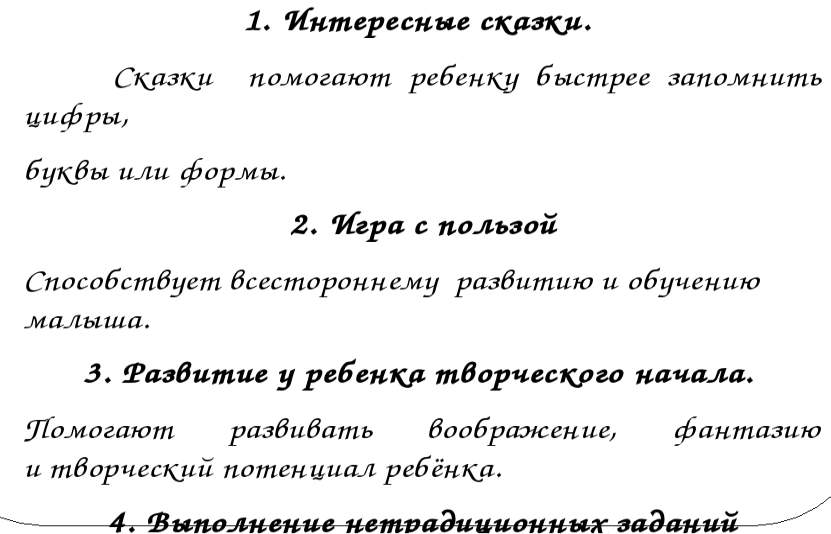 1. Интересные сказки.
Сказки помогают ребенку быстрее запомнить
цифры,
буквы или формы.
2. Игра с пользой
Способствует всестороннему развитию и обучению
малыша.
3. Развитие у ребенка творческого начала.
Помогают развивать воображение, фантазию
и творческий потенциал ребёнка.
4. Выполнение нетрадиционных заданий